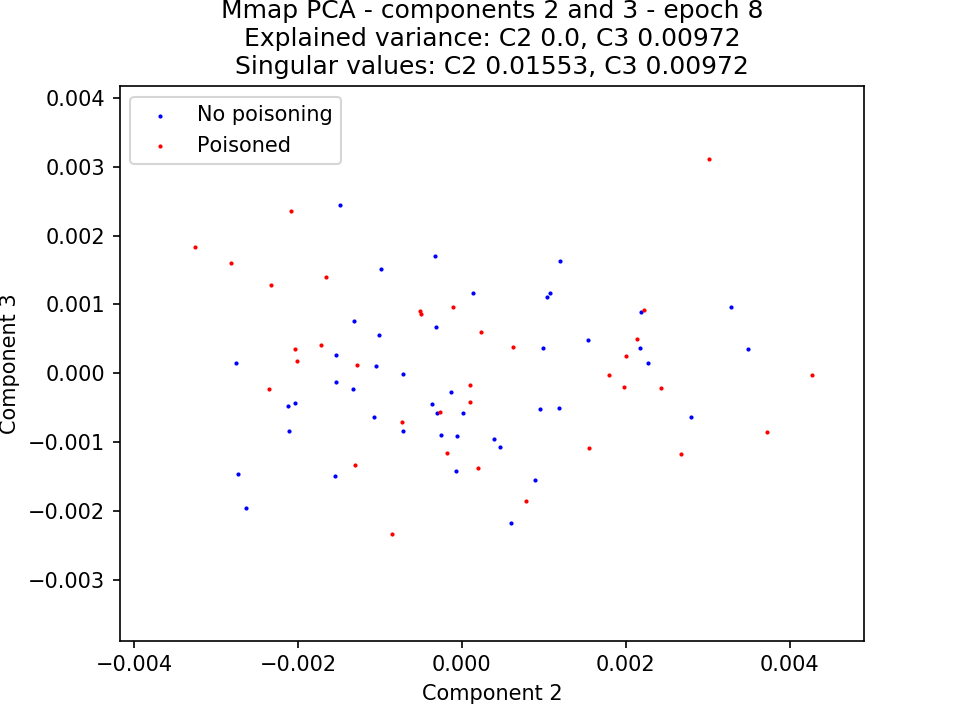 Mmap PCA - components 2 and 3 - epoch 8
Explained variance: C2 0.0, C3 0.00972
Singular values: C2 0.01553, C3 0.00972
No poisoning
Poisoned
0.004
0.003
0.002
0.001
0.000
−0.001
−0.002
−0.003
Component 3
−0.004
−0.002
0.000
0.002
0.004
Component 2